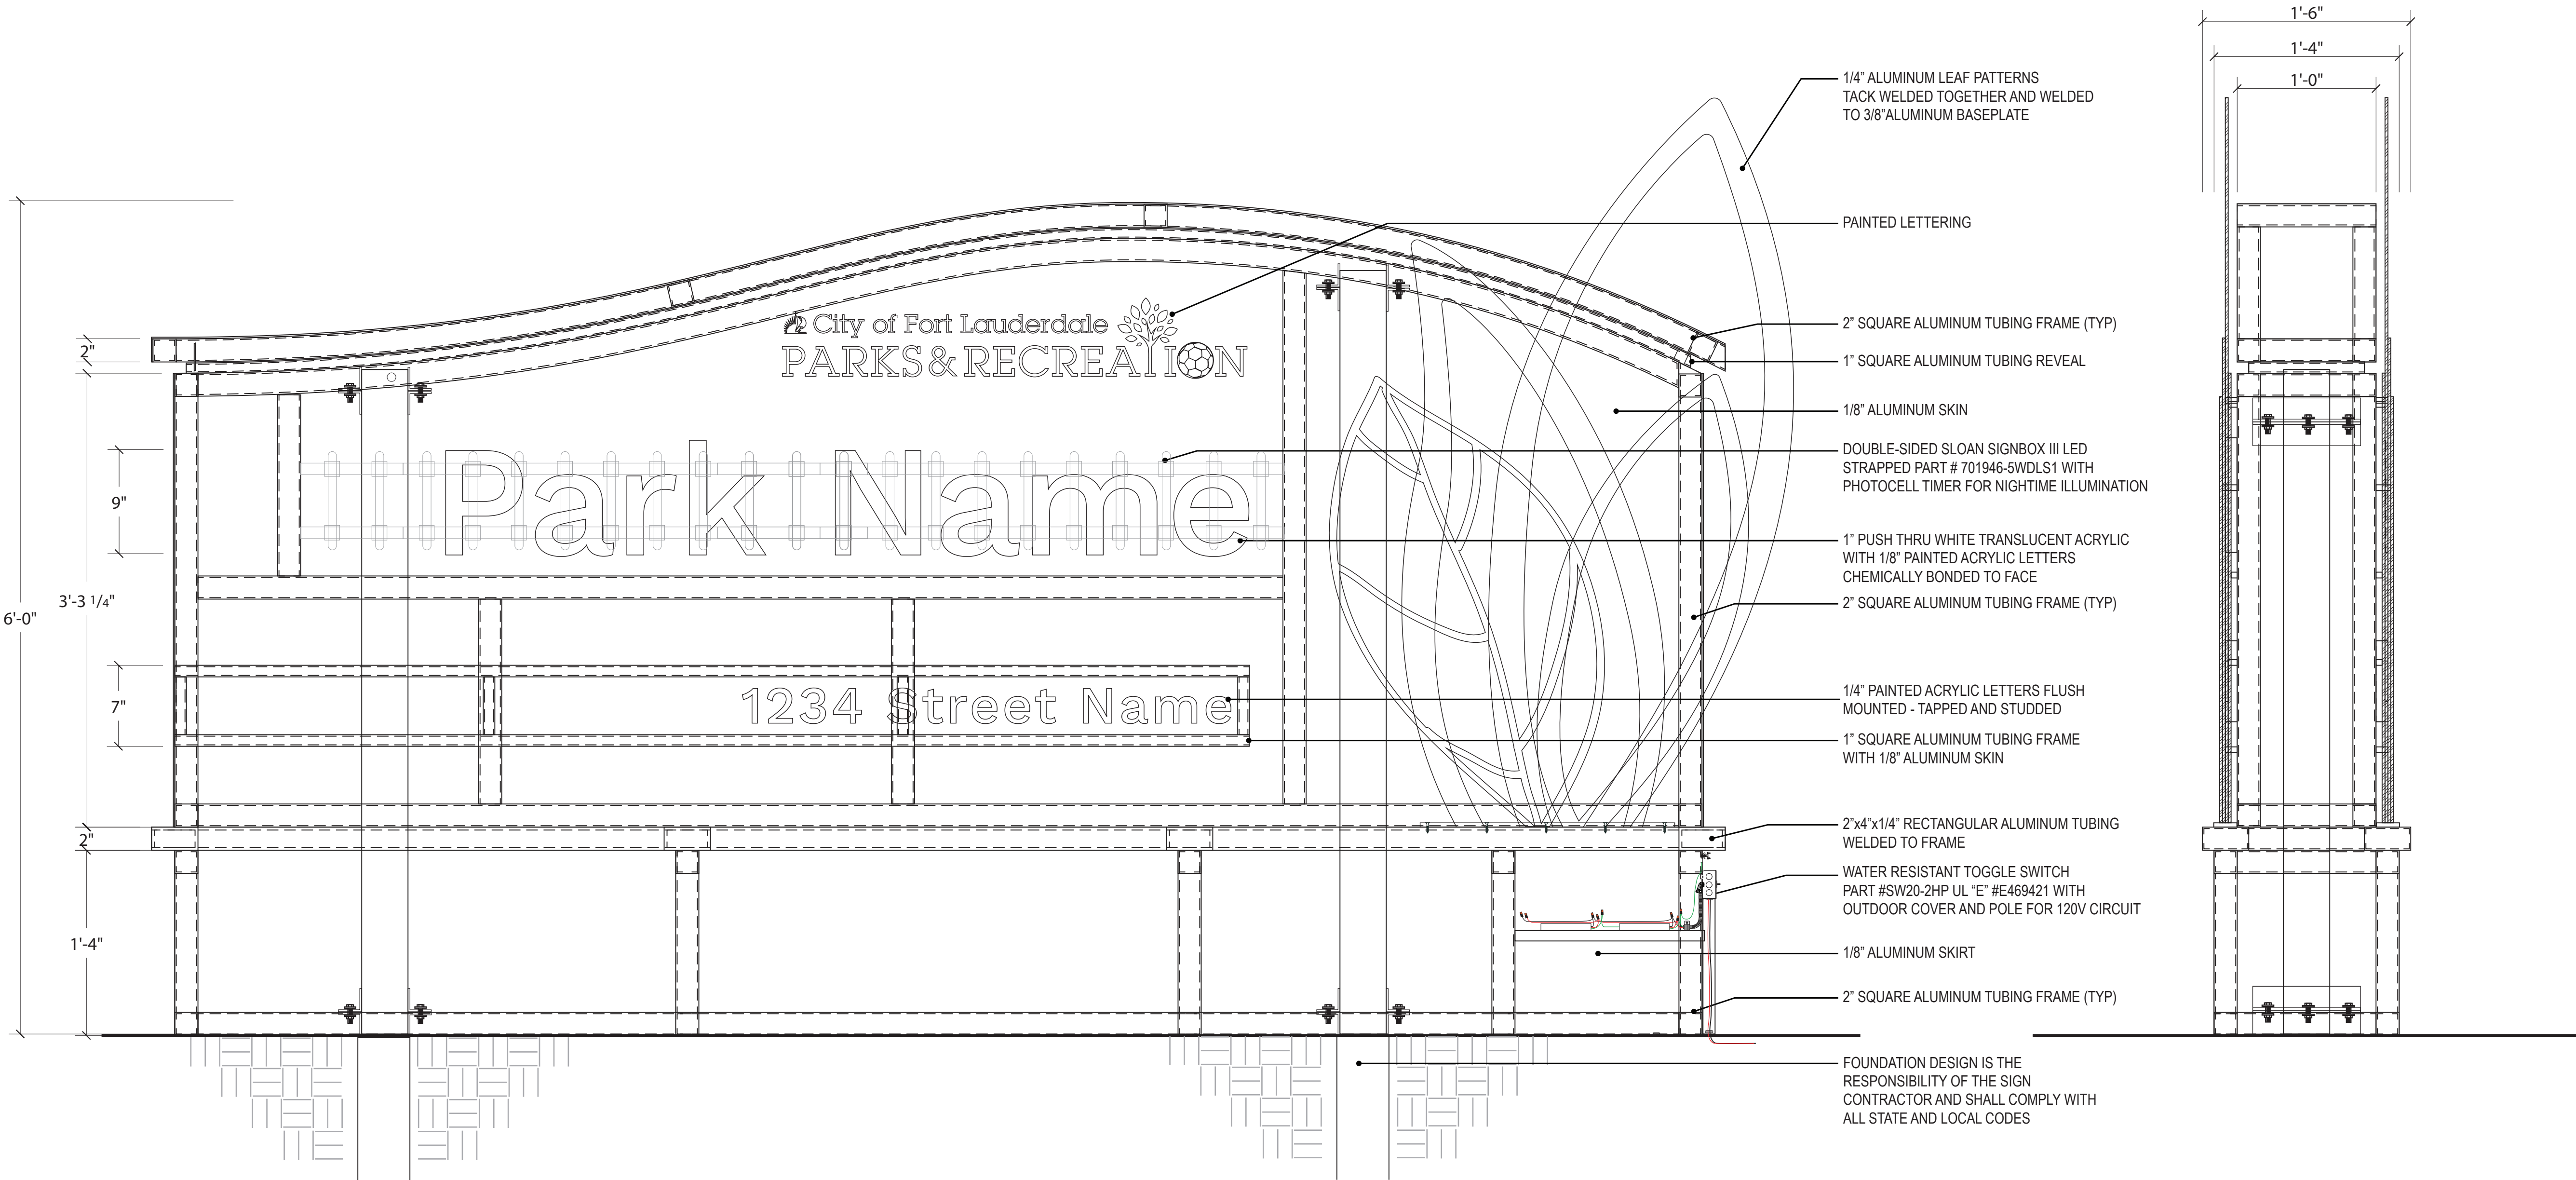 1'-6"
1'-4"
1'-0"
1/4” ALUMINUM LEAF PATTERNS
TACK WELDED TOGETHER AND WELDED
TO 3/8”ALUMINUM BASEPLATE
PAINTED LETTERING
2” SQUARE ALUMINUM TUBING FRAME (TYP)
1” SQUARE ALUMINUM TUBING REVEAL
1/8” ALUMINUM SKIN
DOUBLE-SIDED SLOAN SIGNBOX III LED
STRAPPED PART # 701946-5WDLS1 WITH
PHOTOCELL TIMER FOR NIGHTIME ILLUMINATION
1” PUSH THRU WHITE TRANSLUCENT ACRYLIC
WITH 1/8” PAINTED ACRYLIC LETTERS
CHEMICALLY BONDED TO FACE
2” SQUARE ALUMINUM TUBING FRAME (TYP)
1/4” PAINTED ACRYLIC LETTERS FLUSH
MOUNTED - TAPPED AND STUDDED
1” SQUARE ALUMINUM TUBING FRAME
WITH 1/8” ALUMINUM SKIN
2”x4”x1/4” RECTANGULAR ALUMINUM TUBING
WELDED TO FRAME
WATER RESISTANT TOGGLE SWITCH
PART #SW20-2HP UL “E” #E469421 WITH
OUTDOOR COVER AND POLE FOR 120V CIRCUIT
1/8” ALUMINUM SKIRT
2” SQUARE ALUMINUM TUBING FRAME (TYP)
FOUNDATION DESIGN IS THE
RESPONSIBILITY OF THE SIGN
CONTRACTOR AND SHALL COMPLY WITH
ALL STATE AND LOCAL CODES
City of Fort Lauderdale
PARKS & RECREATION
Park Name
1234 Street Name
2"
9"
3'-3 1/4"
6'-0"
7"
2"
1'-4"